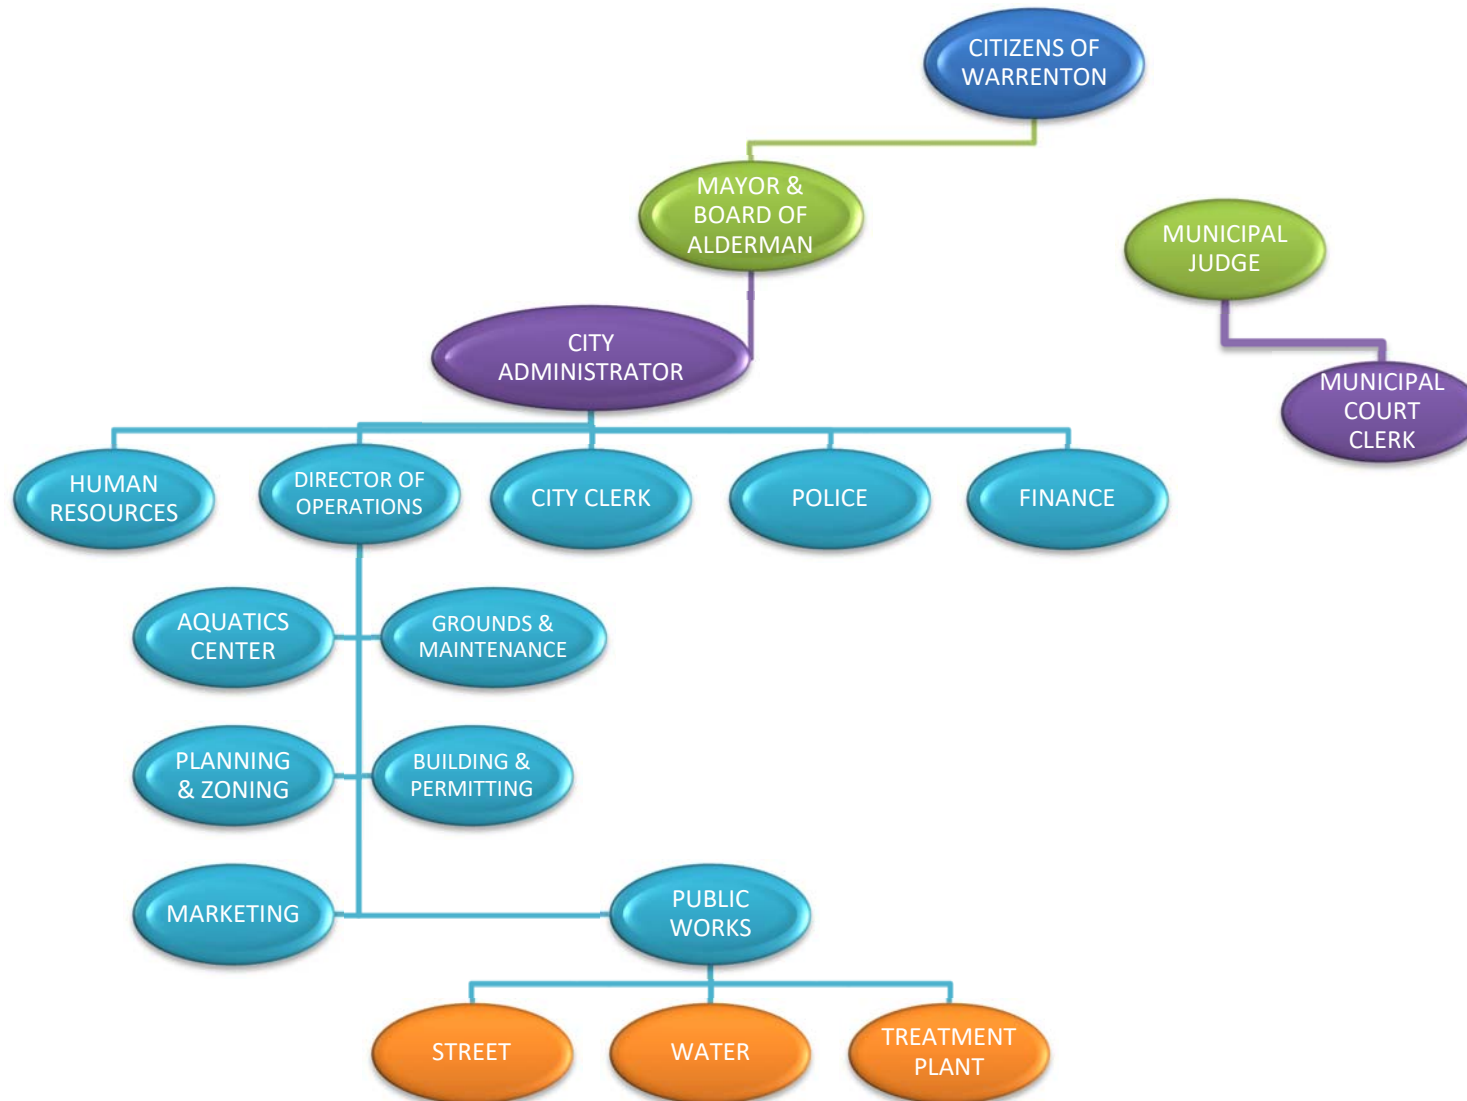 CITIZENS OF
WARRENTON
MAYOR &
BOARD OF
ALDERMAN
MUNICIPAL
JUDGE
CITY
ADMINISTRATOR
MUNICIPAL
COURT
CLERK
HUMAN
RESOURCES
DIRECTOR OF
OPERATIONS
CITY CLERK
POLICE
FINANCE
AQUATICS
CENTER
GROUNDS &
MAINTENANCE
PLANNING
& ZONING
BUILDING &
PERMITTING
MARKETING
PUBLIC
WORKS
STREET
WATER
TREATMENT
PLANT